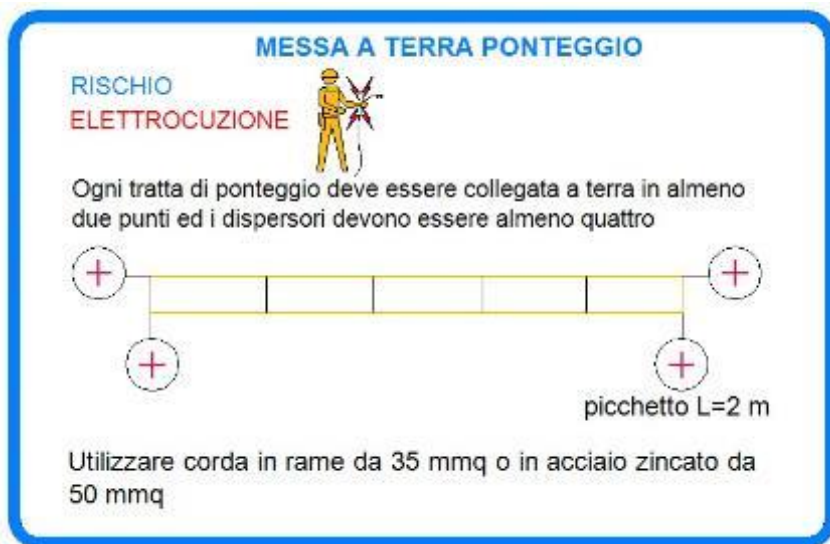 MESSA A TERRA PONTEGGIO
RISCHIO
ELETTROCUZIONE
Ogni tratta di ponteggio deve essere collegata a terra in almeno
due punti ed i dispersori devono essere almeno quattro
picchetto L=2 m
Utilizzare corda in rame da 35 mmq o in acciaio zincato da
50 mmq